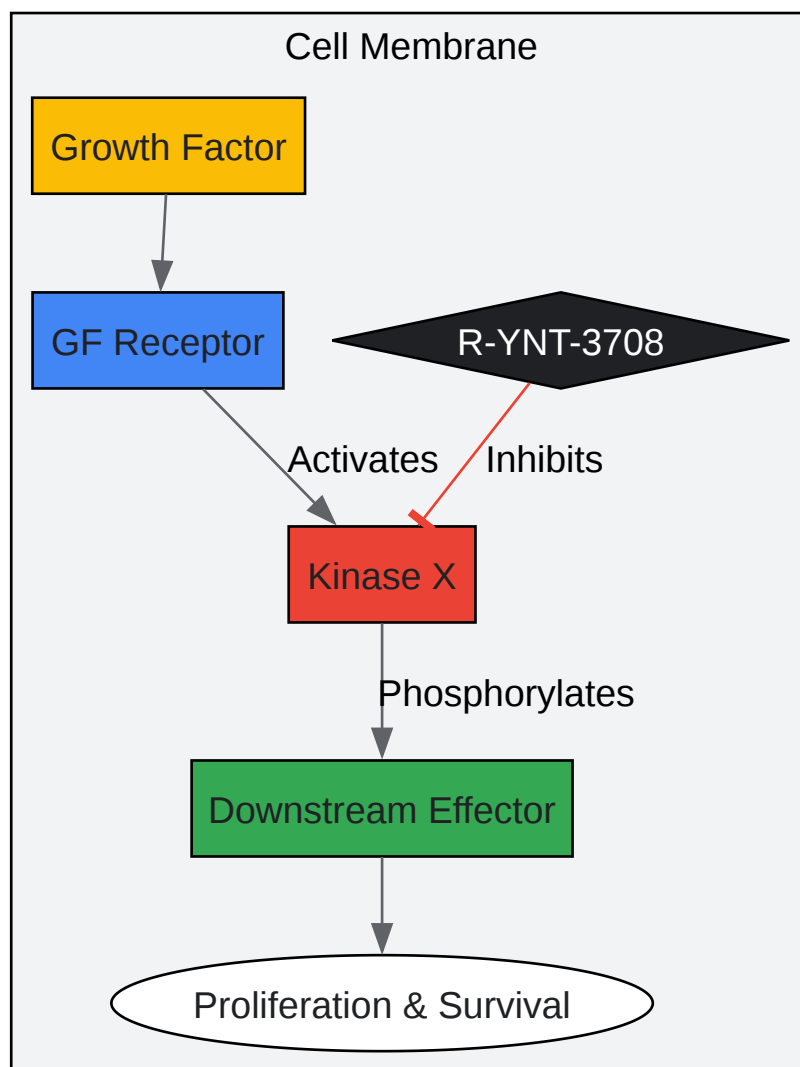 Cell Membrane
Growth Factor
GF Receptor
R-YNT-3708
Activates
Inhibits
Kinase X
Phosphorylates
Downstream Effector
Proliferation & Survival